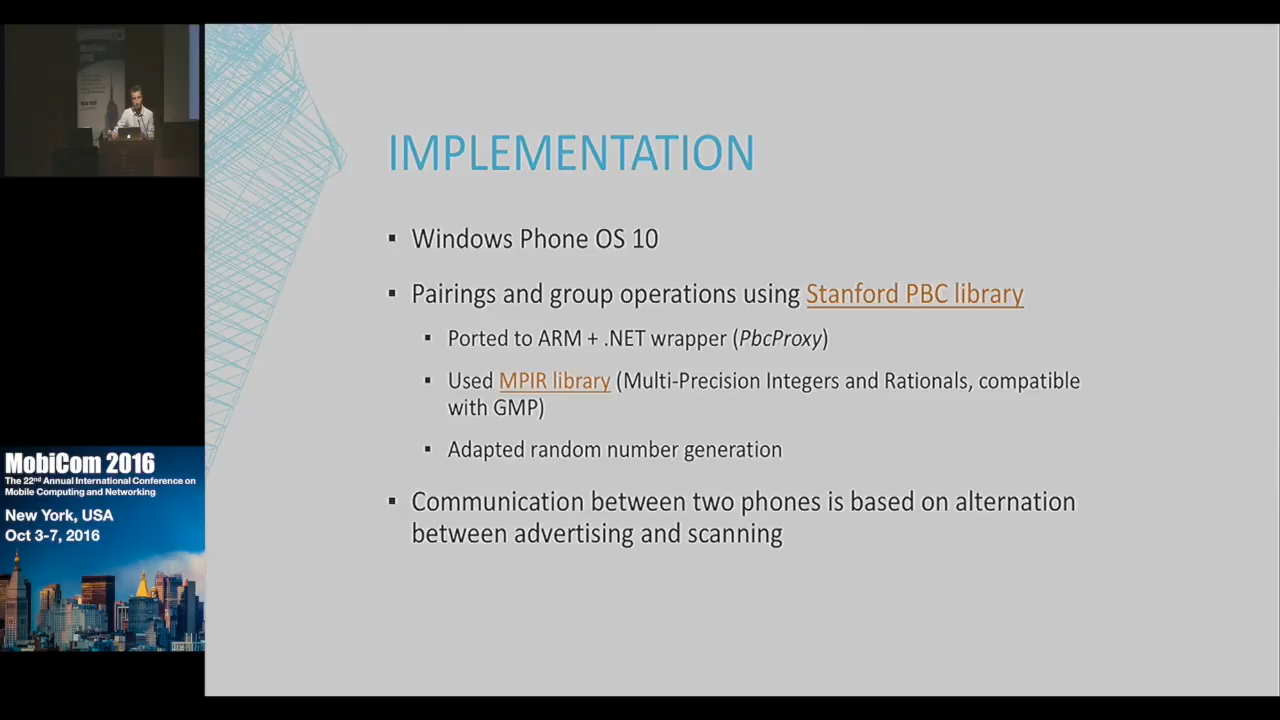 IMPLEMENTATION
▪ Windows Phone OS 10
▪ Pairings and group operations using Stanford PBC library
▪ Ported to ARM + .NET wrapper (PbcProxy)
▪ Used MPIR library (Multi-Precision Integers and Rationals, compatible
with GMP)
▪ Adapted random number generation
▪ Communication between two phones is based on alternation
between advertising and scanning
MobiCom 2016
The 22nd Annual International Conference on
Mobile Computing and Networking
New York, USA
Oct 3-7, 2016